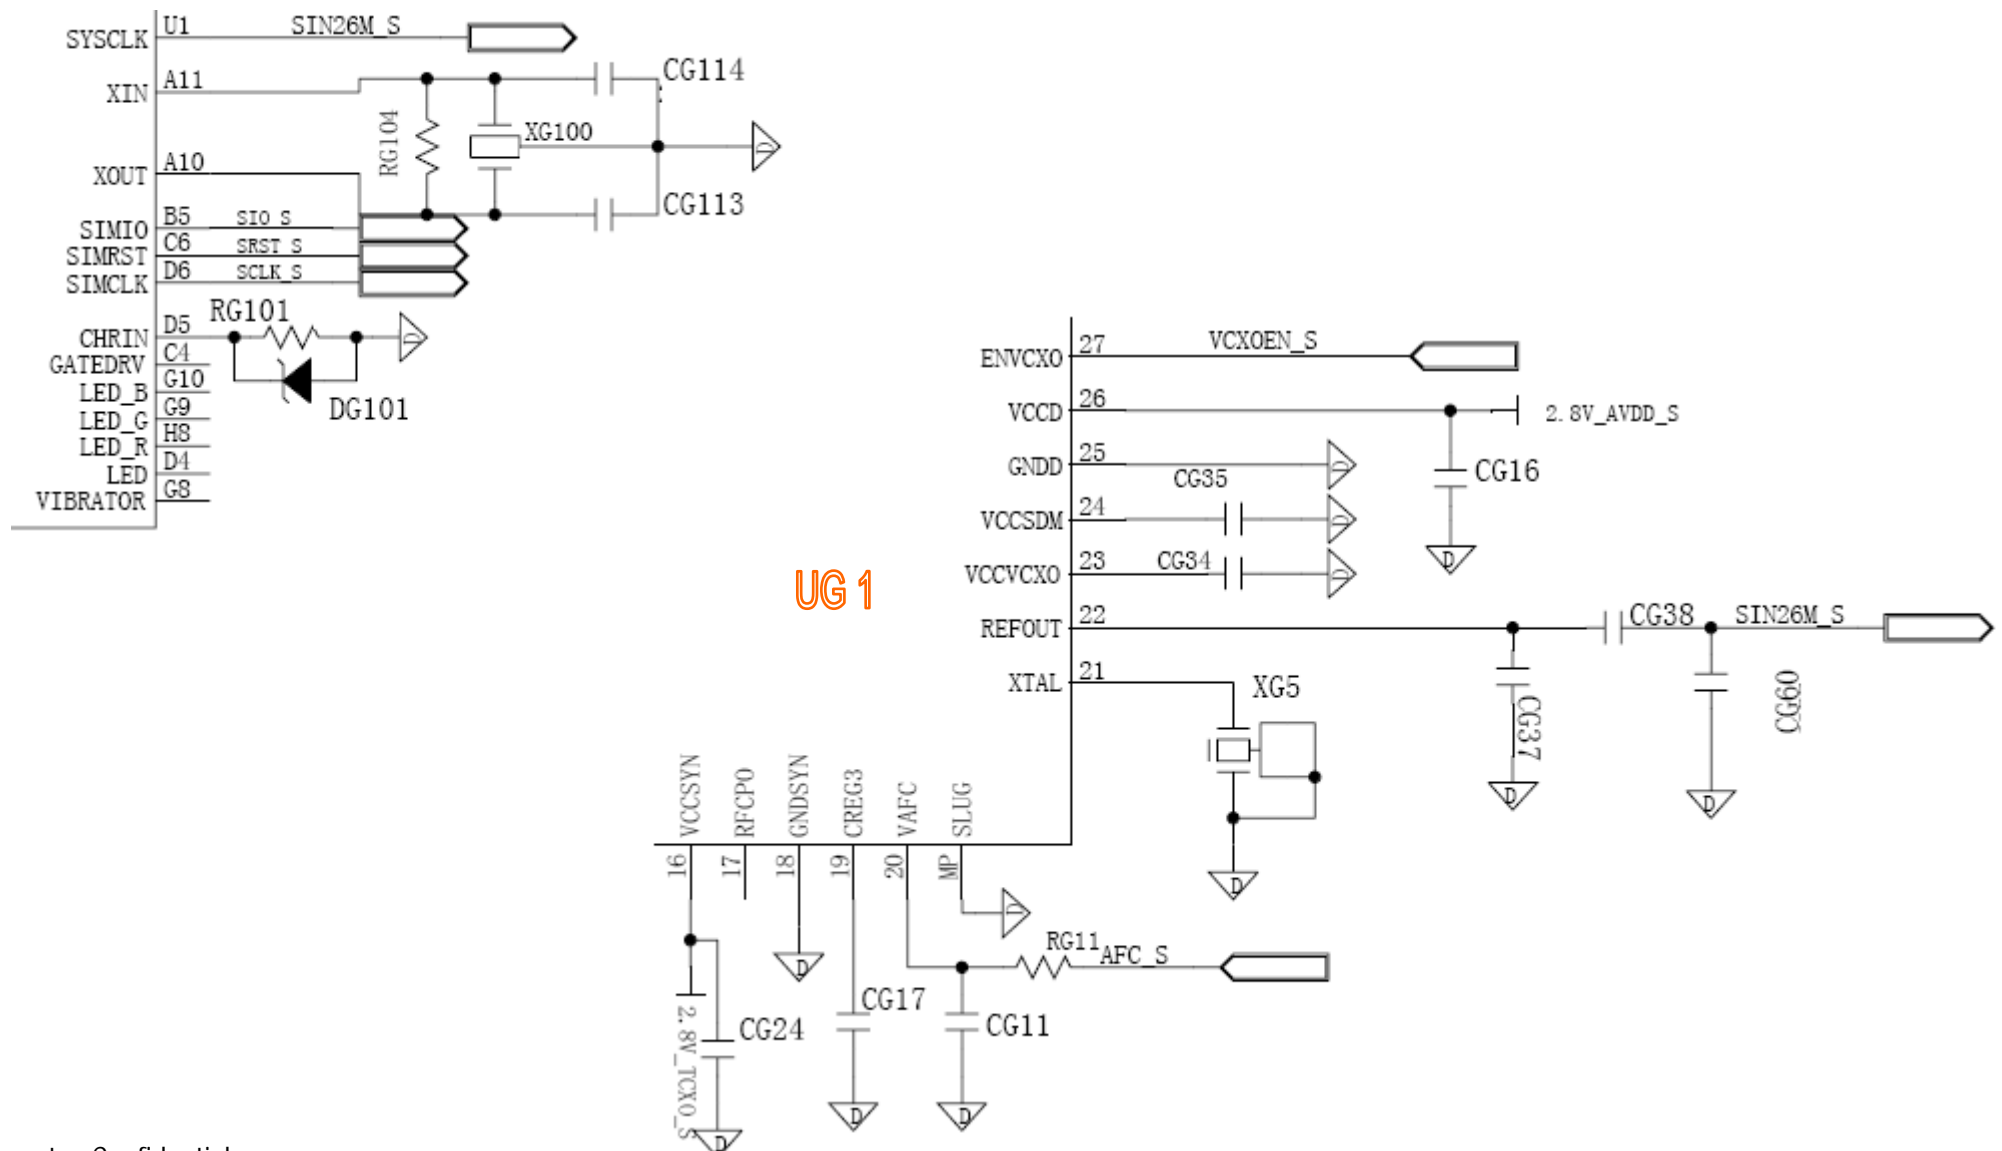 SYSCLK U1 SIN26M_S
XIN A11
CG114
RG104
XG100
XOUT A10
CG113
SIMIO B5 SIO_S
SIMRST C6 SRST_S
SIMCLK D6 SCLK_S
RG101
CHRIN D5
D
GATEDRV C4
LED_B G10
DG101
LED_G G9
LED_R H8
LED D4
VIBRATOR G8
D
ENVCXO 27 VCXOEN_S
VCCD 26 2.8V_AVDD_S
GNDD 25 D
CG16
CG35
VCCSDM 24 D
CG34
VCCVCXO 23 D
D
UG 1
REFOUT 22 CG38 SIN26M_S
XTAL 21 XG5
CG37
CG60
D
D
D
VCCSYN
RFCPO
GNDSYN
CREG3
VAFC
SLUG
16
17
18
19
20
MP
D
RG11
AFC_S
D
CG17
CG11
CG24
2.8V_TCXO_S
D
D
D